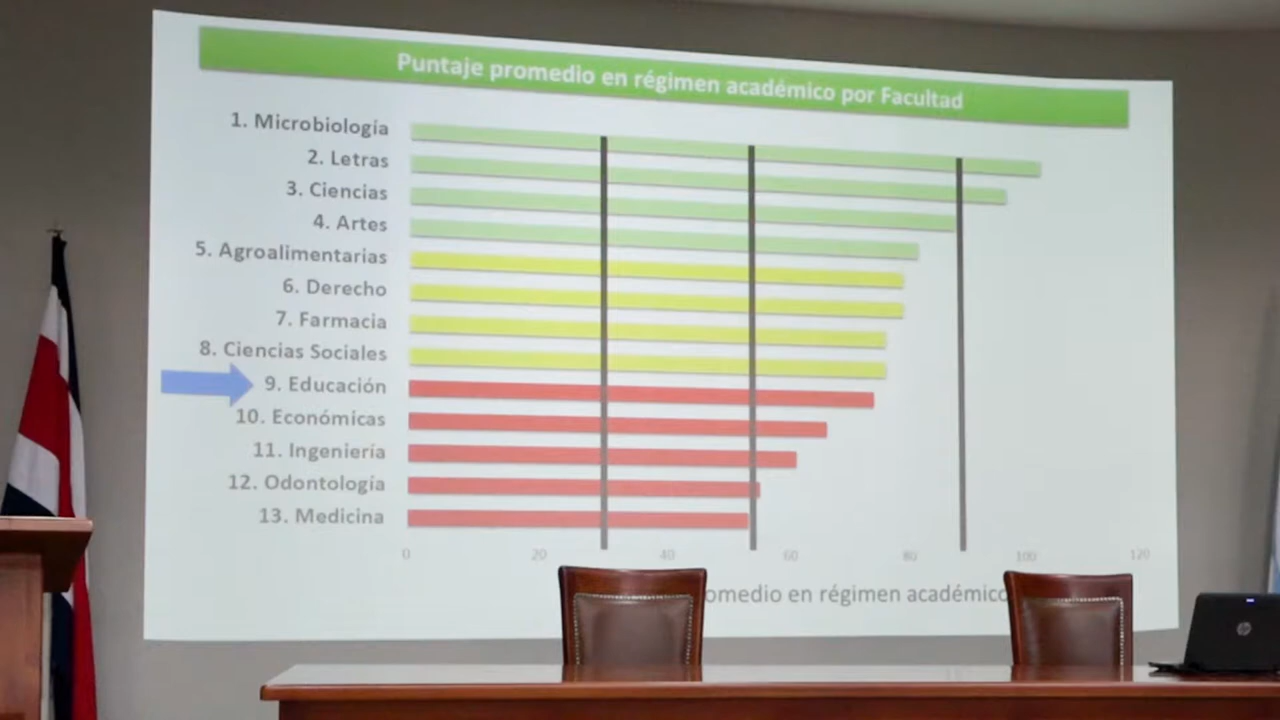 Puntaje promedio en régimen académico por Facultad
1. Microbiología
2. Letras
3. Ciencias
4. Artes
5. Agroalimentarias
6. Derecho
7. Farmacia
8. Ciencias Sociales
9. Educación
10. Económicas
11. Ingeniería
12. Odontología
13. Medicina
0 20 40 60 80 100 120
omedio en régimen académico
hp